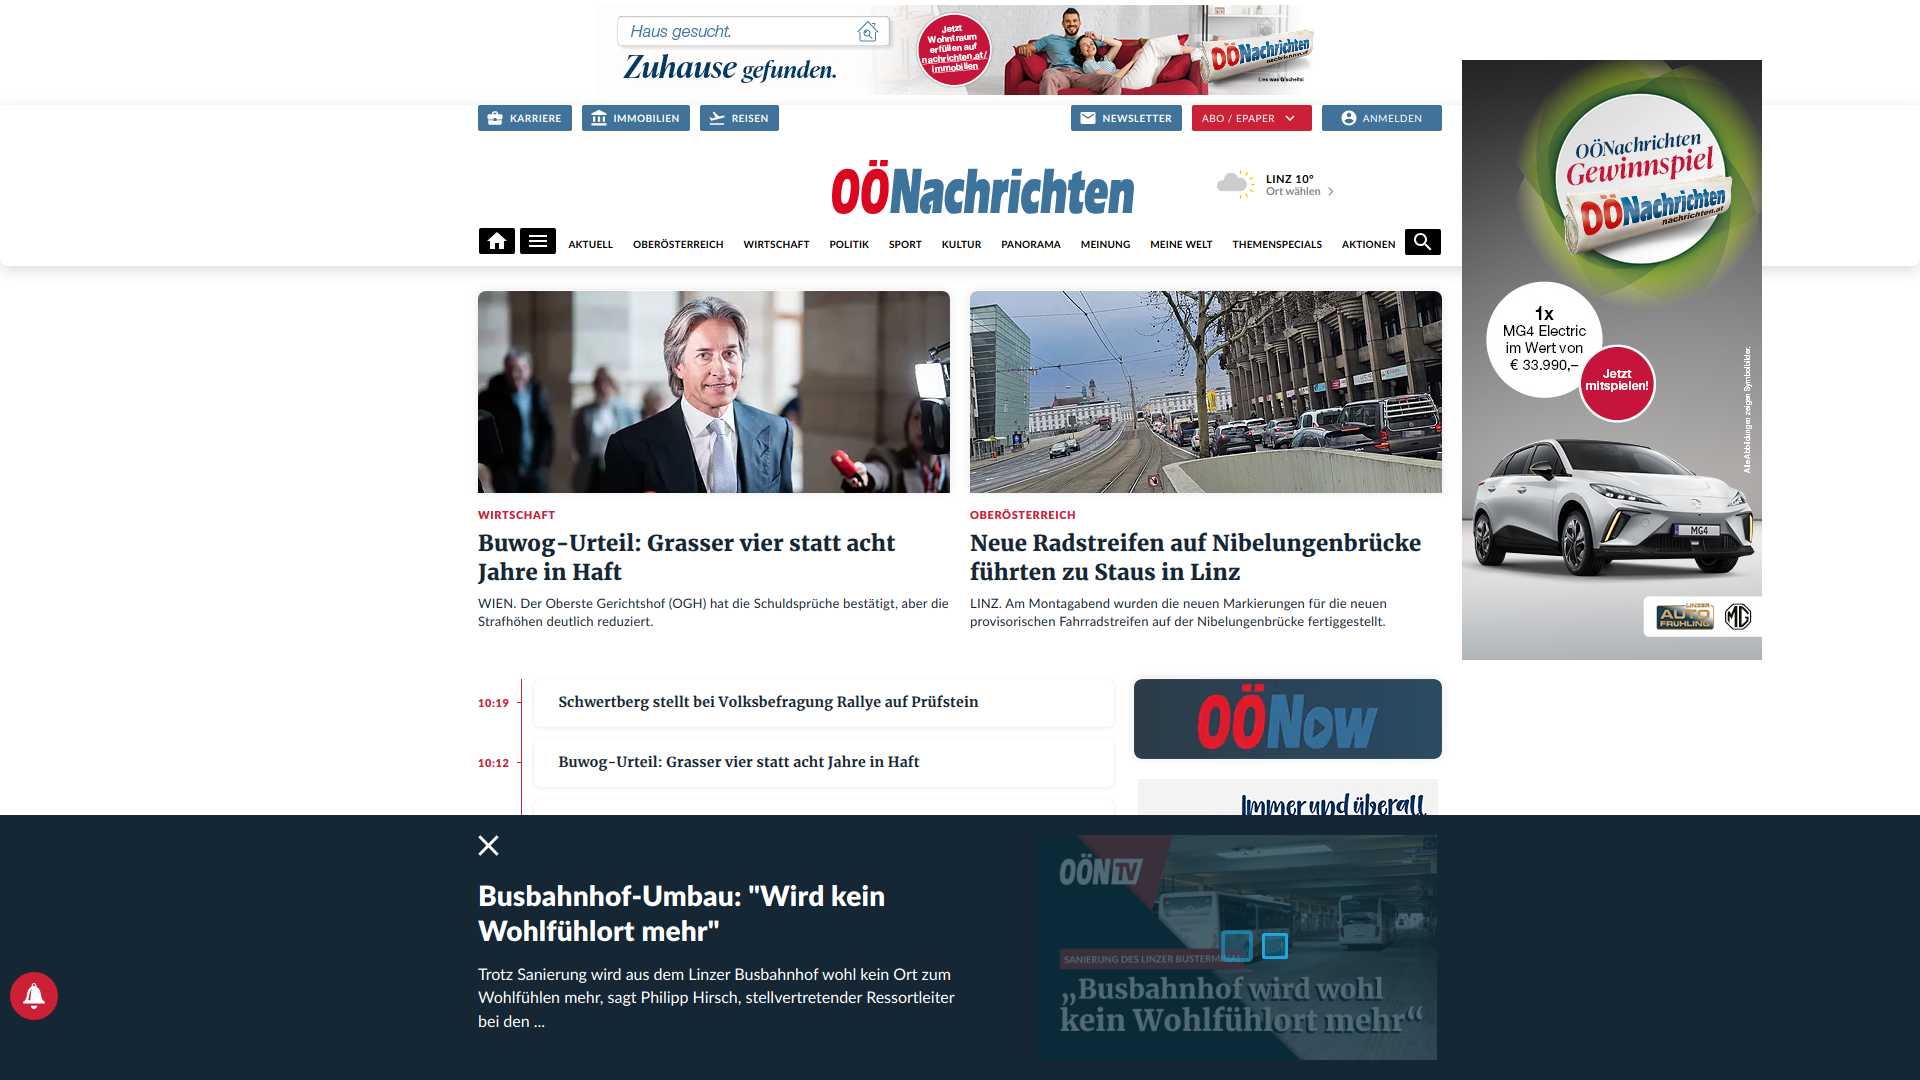 Haus gesucht.
Zuhause gefunden.
Jetzt
Wohntraum
erfüllen auf
nachrichten.at/
immobilien
OÖNachrichten
nachrichten.at
Lies was G'scheits!
KARRIERE
IMMOBILIEN
REISEN
NEWSLETTER
ABO / EPAPER
ANMELDEN
OÖNachrichten
LINZ 10°
Ort wählen
AKTUELL
OBERÖSTERREICH
WIRTSCHAFT
POLITIK
SPORT
KULTUR
PANORAMA
MEINUNG
MEINE WELT
THEMENSPECIALS
AKTIONEN
OÖNachrichten
Gewinnspiel
OÖNachrichten
nachrichten.at
1x
MG4 Electric
im Wert von
€ 33.990,–
Jetzt
mitspielen!
Alle Abbildungen zeigen Symbolbilder.
MG4
LINZER
AUTO
FRÜHLING
MG
WIRTSCHAFT
Buwog-Urteil: Grasser vier statt acht
Jahre in Haft
WIEN. Der Oberste Gerichtshof (OGH) hat die Schuldsprüche bestätigt, aber die
Strafhöhen deutlich reduziert.
OBERÖSTERREICH
Neue Radstreifen auf Nibelungenbrücke
führten zu Staus in Linz
LINZ. Am Montagabend wurden die neuen Markierungen für die neuen
provisorischen Fahrradstreifen auf der Nibelungenbrücke fertiggestellt.
10:19
Schwertberg stellt bei Volksbefragung Rallye auf Prüfstein
10:12
Buwog-Urteil: Grasser vier statt acht Jahre in Haft
OÖNow
Immer und überall
Busbahnhof-Umbau: "Wird kein
Wohlfühlort mehr"
Trotz Sanierung wird aus dem Linzer Busbahnhof wohl kein Ort zum
Wohlfühlen mehr, sagt Philipp Hirsch, stellvertretender Ressortleiter
bei den ...
OÖNTV
SANIERUNG DES LINZER
„Busbahnhof wird wohl
kein Wohlfühlort mehr“